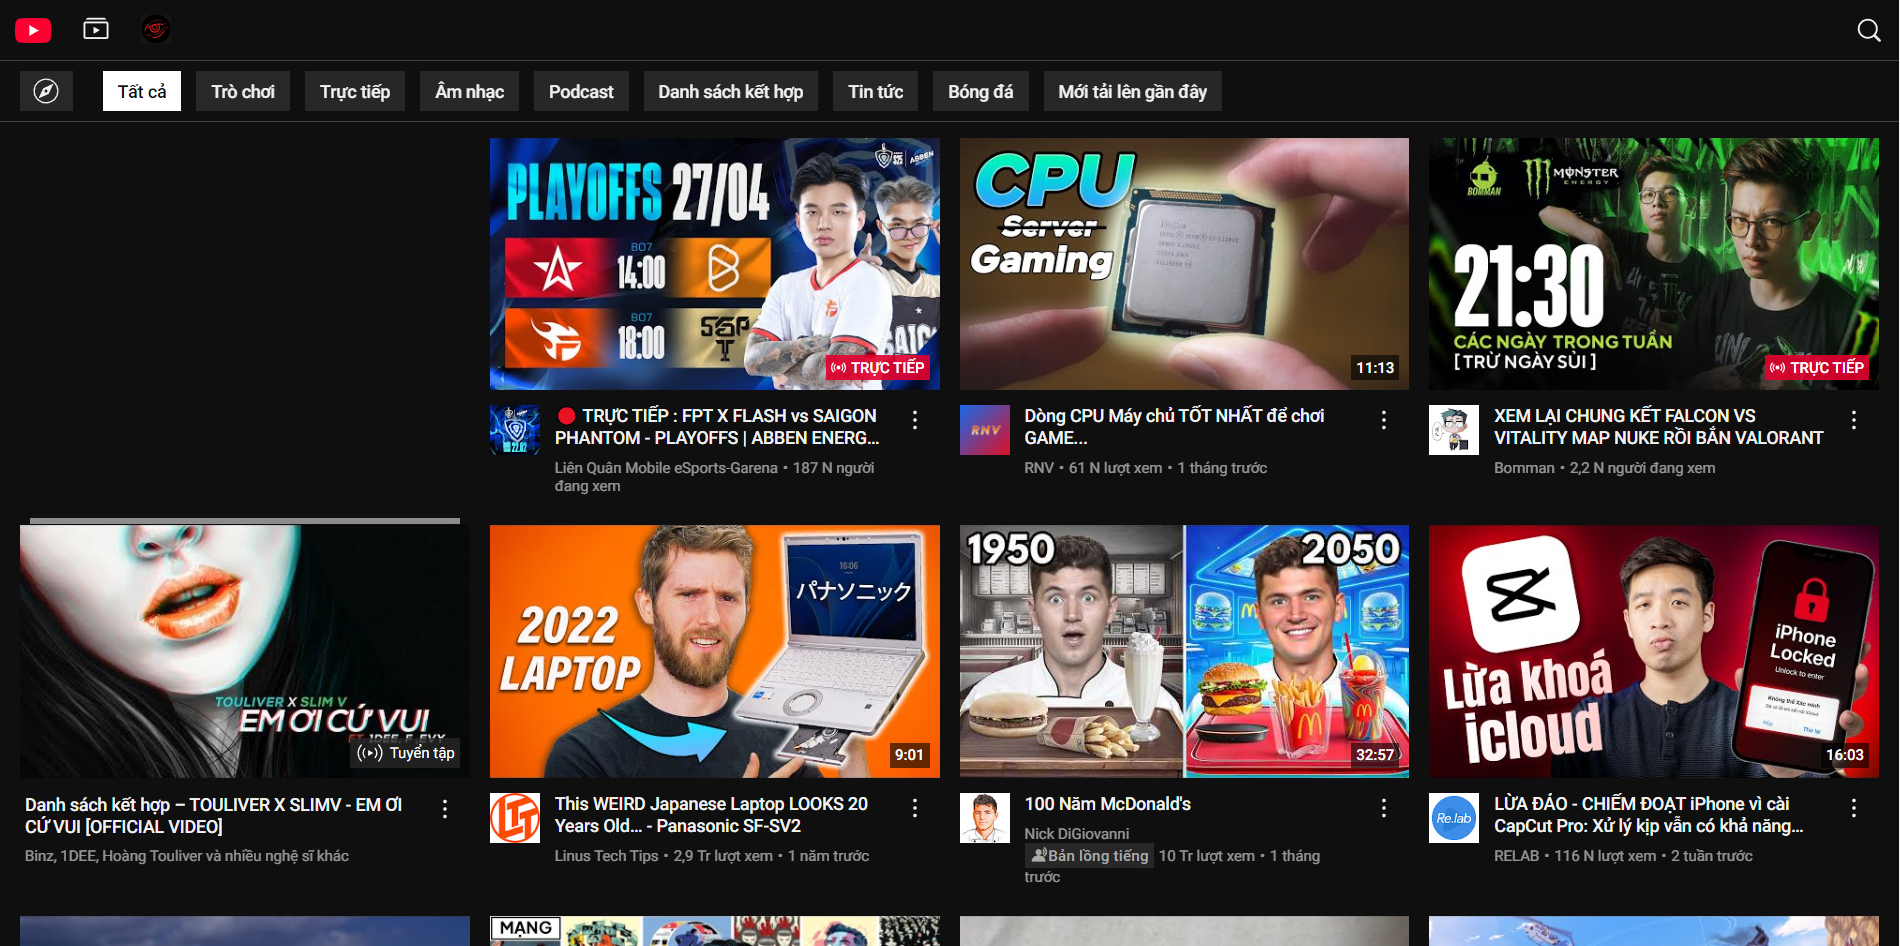 Tất cả
Trò chơi
Trực tiếp
Âm nhạc
Podcast
Danh sách kết hợp
Tin tức
Bóng đá
Mới tải lên gần đây
PLAYOFFS 27/04
BO7
14:00
BO7
18:00
TRỰC TIẾP
TRỰC TIẾP : FPT X FLASH vs SAIGON
PHANTOM - PLAYOFFS | ABBEN ENERG...
Liên Quân Mobile eSports-Garena • 187 N người
đang xem
CPU
Server
Gaming
11:13
RNV
Dòng CPU Máy chủ TỐT NHẤT để chơi
GAME...
RNV • 61 N lượt xem • 1 tháng trước
BOMMAN
MONSTER
ENERGY
21:30
CÁC NGÀY TRONG TUẦN
[ TRỪ NGÀY SỦI ]
TRỰC TIẾP
XEM LẠI CHUNG KẾT FALCON VS
VITALITY MAP NUKE RỒI BẮN VALORANT
Bomman • 2,2 N người đang xem
TOULIVER X SLIM V
EM ƠI CỨ VUI
Tuyển tập
Danh sách kết hợp – TOULIVER X SLIMV - EM ƠI
CỨ VUI [OFFICIAL VIDEO]
Binz, 1DEE, Hoàng Touliver và nhiều nghệ sĩ khác
2022
LAPTOP
16:06
パナソニック
9:01
LTT
This WEIRD Japanese Laptop LOOKS 20
Years Old... - Panasonic SF-SV2
Linus Tech Tips • 2,9 Tr lượt xem • 1 năm trước
1950
2050
32:57
100 Năm McDonald's
Nick DiGiovanni
Bản lồng tiếng 10 Tr lượt xem • 1 tháng
trước
Lừa khoá
icloud
iPhone
Locked
Unlock to enter
Không thể Xác minh
16:03
Re.lab
LỪA ĐẢO - CHIẾM ĐOẠT iPhone vì cài
CapCut Pro: Xử lý kịp vẫn có khả năng...
RELAB • 116 N lượt xem • 2 tuần trước
MẠNG